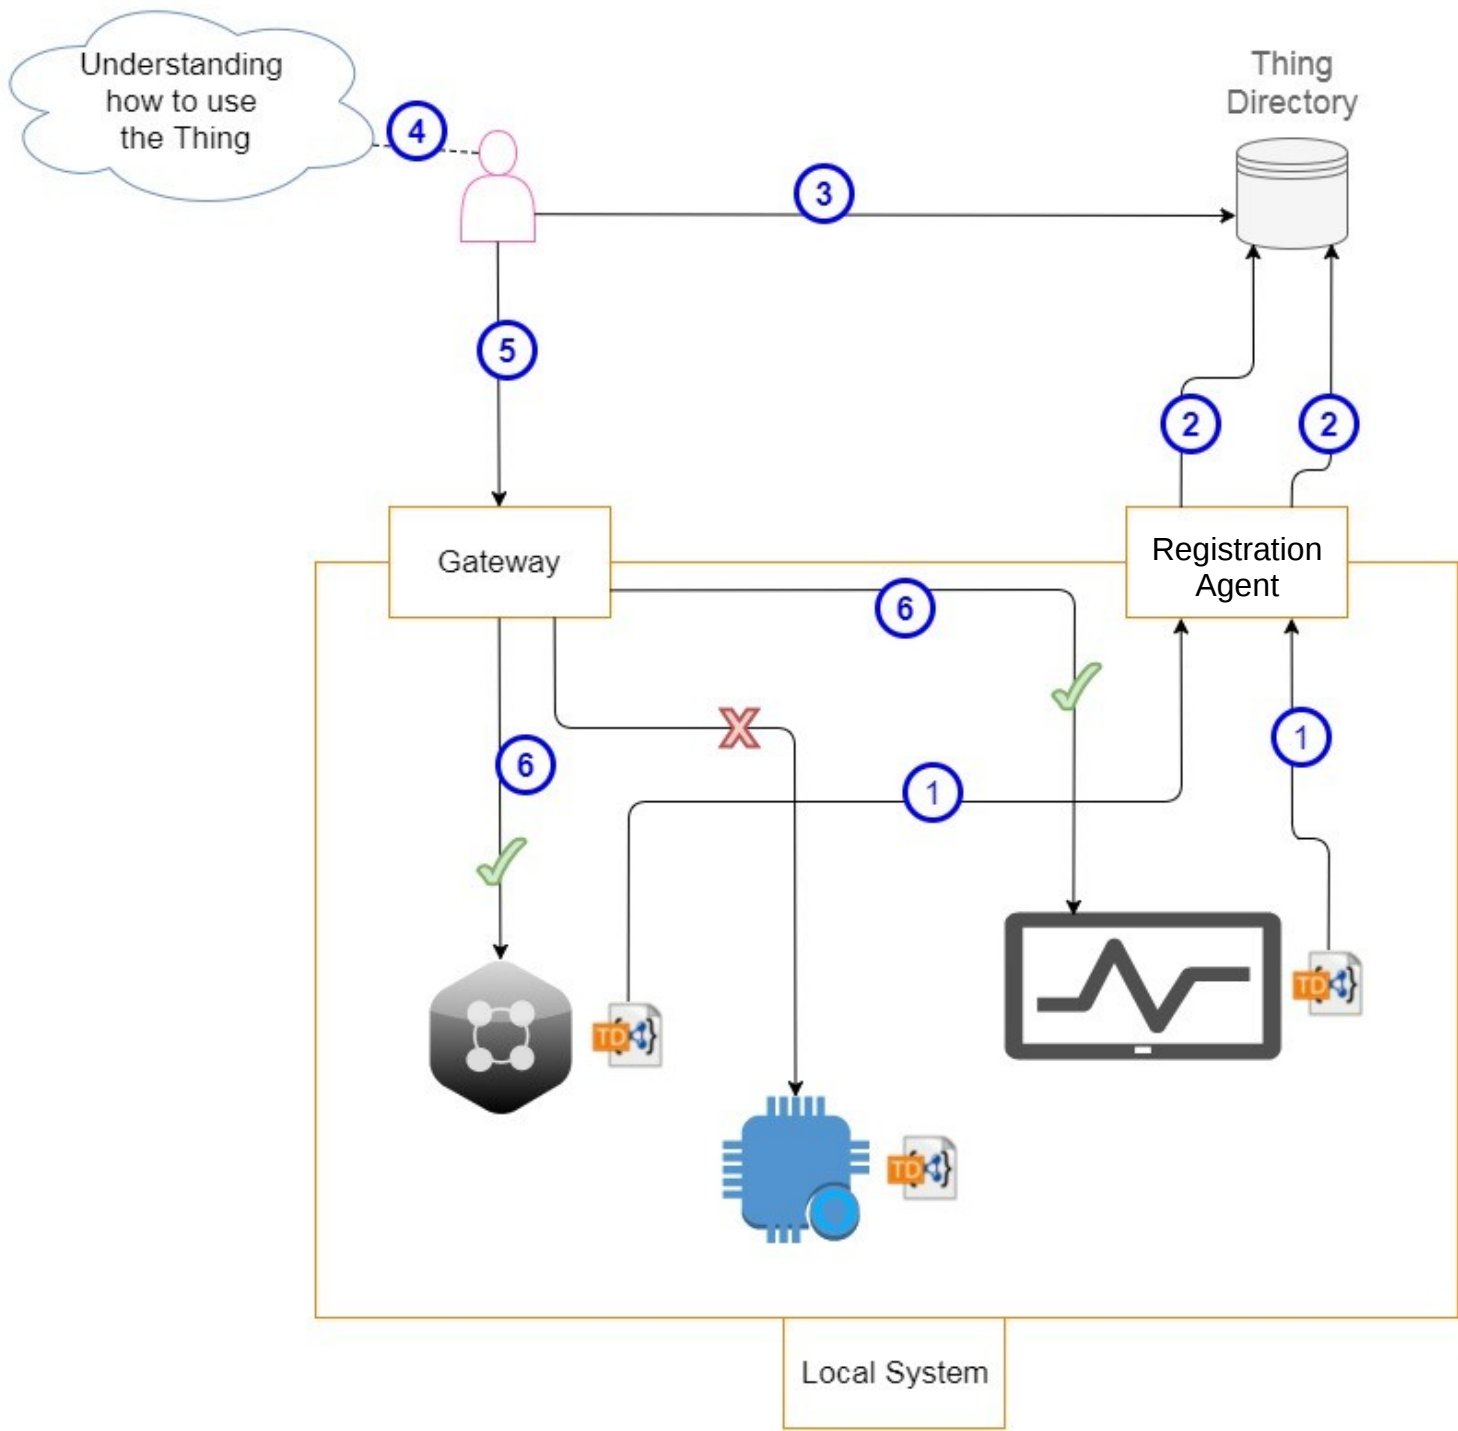 Understanding
how to use
the Thing
4
Thing
Directory
3
5
2
2
Gateway
Registration
Agent
6
6
1
1
TD
TD
TD
Local System